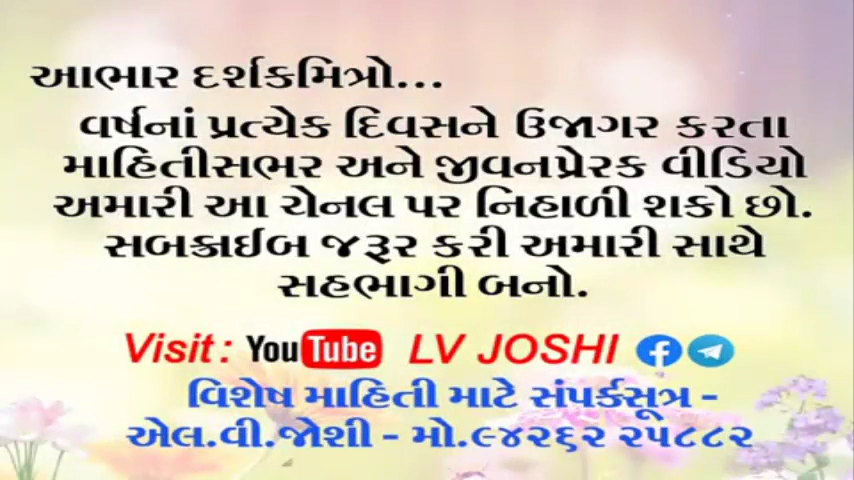 આભાર દર્શકમિત્રો...
વર્ષનાં પ્રત્યેક દિવસને ઉજાગર કરતા
માહિતીસભર અને જીવનપ્રેરક વીડિયો
અમારી આ ચેનલ પર નિહાળી શકો છો.
સબક્રાઈબ જરૂર કરી અમારી સાથે
સહભાગી બનો.
Visit : YouTube LV JOSHI
વિશેષ માહિતી માટે સંપર્કસૂત્ર -
એલ.વી.જોશી - મો.૯૪૨૬૨ ૨૫૮૮૨